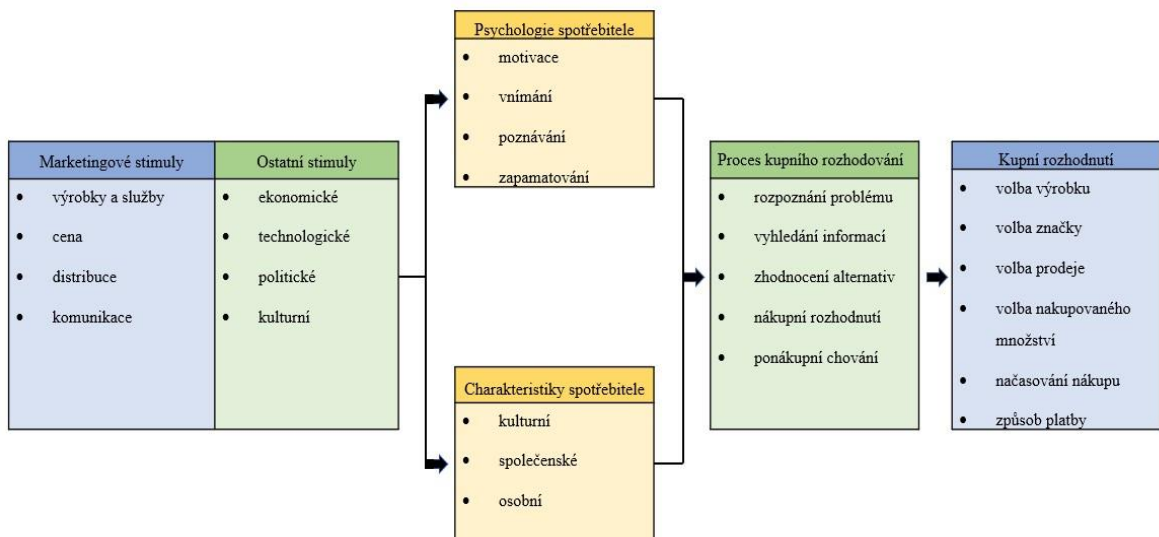 Marketingové stimuly
výrobky a služby
cena
distribuce
komunikace
Ostatní stimuly
ekonomické
technologické
politické
kulturní
Psychologie spotřebitele
motivace
vnímání
poznávání
zapamatování
Charakteristiky spotřebitele
kulturní
společenské
osobní
Proces kupního rozhodování
rozpoznání problému
vyhledání informací
zhodnocení alternativ
nákupní rozhodnutí
ponákupní chování
Kupní rozhodnutí
volba výrobku
volba značky
volba prodeje
volba nakupovaného
množství
načasování nákupu
způsob platby